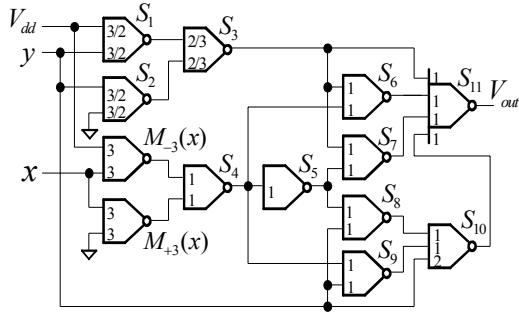 V_dd
y
x
S_1
3/2
3/2
S_2
3/2
3/2
S_3
2/3
2/3
M_{-3}(x)
3
3
M_{+3}(x)
3
3
S_4
1
1
S_5
1
S_6
1
1
S_7
1
1
S_8
1
1
S_9
1
1
S_10
1
1
2
S_11
1
1
1
1
V_out